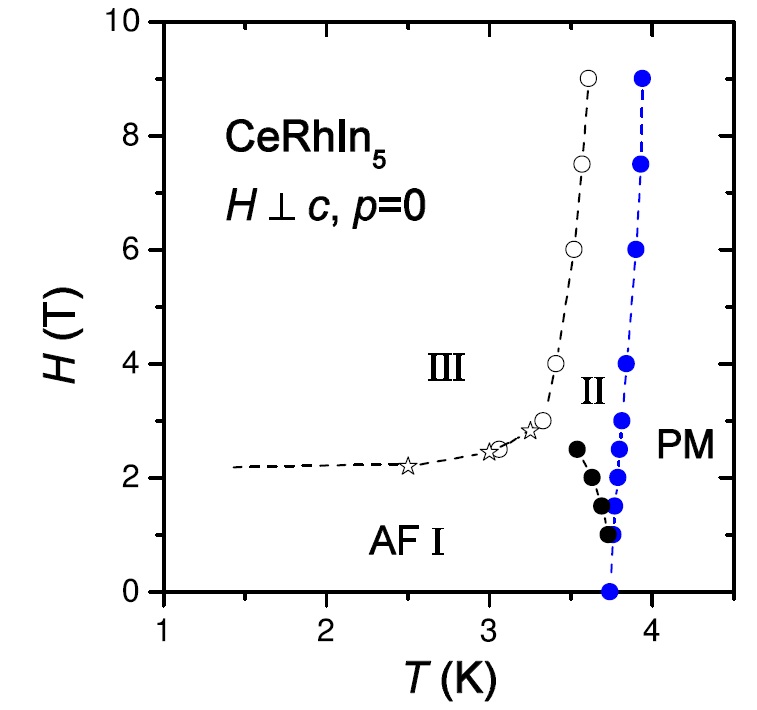 10
8
6
4
2
0
H (T)
CeRhIn₅
H ⊥ c, p=0
III
II
PM
AF I
1 2 3 4
T (K)